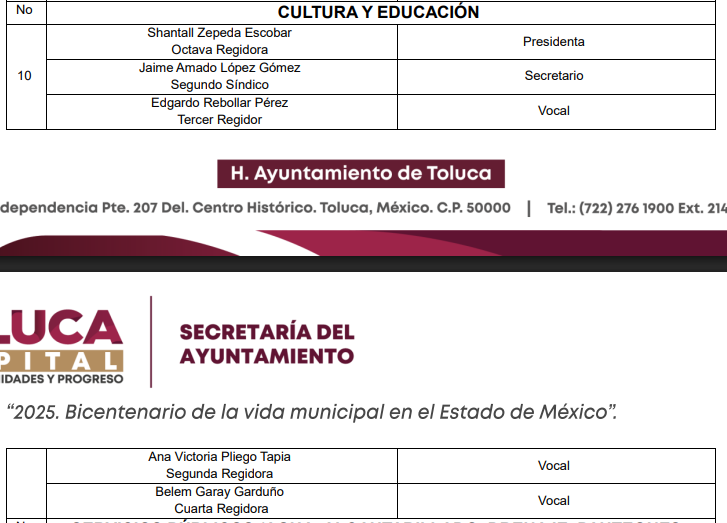 No
CULTURA Y EDUCACIÓN
10
Shantall Zepeda Escobar
Octava Regidora
Presidenta
Jaime Amado López Gómez
Segundo Síndico
Secretario
Edgardo Rebollar Pérez
Tercer Regidor
Vocal
H. Ayuntamiento de Toluca
dependencia Pte. 207 Del. Centro Histórico. Toluca, México. C.P. 50000 | Tel.: (722) 276 1900 Ext. 214
LUCA
PITAL
IDADES Y PROGRESO
SECRETARÍA DEL
AYUNTAMIENTO
“2025. Bicentenario de la vida municipal en el Estado de México”.
Ana Victoria Pliego Tapia
Segunda Regidora
Vocal
Belem Garay Garduño
Cuarta Regidora
Vocal